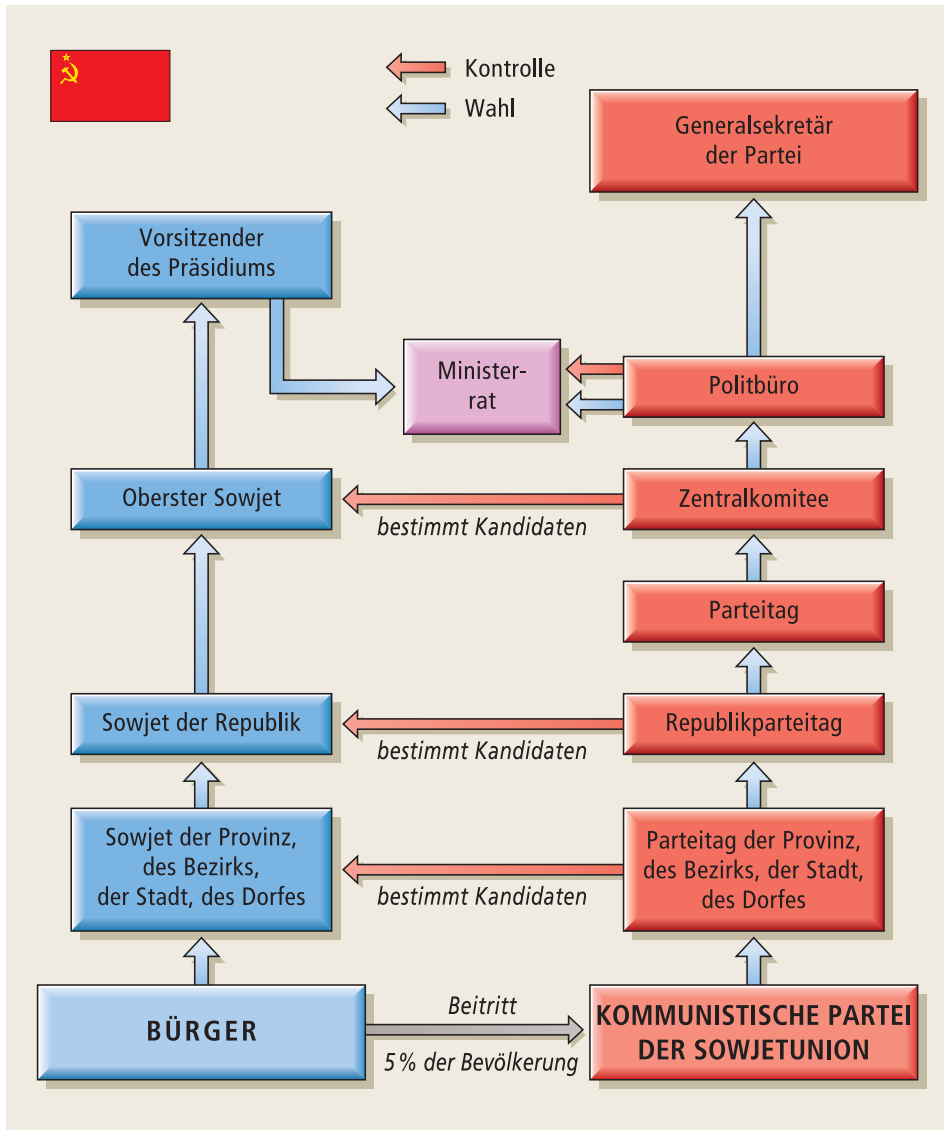 Kontrolle
Wahl
Generalsekretär
der Partei
Vorsitzender
des Präsidiums
Minister-
rat
Politbüro
Oberster Sowjet
bestimmt Kandidaten
Zentralkomitee
Parteitag
Sowjet der Republik
bestimmt Kandidaten
Republikparteitag
Sowjet der Provinz,
des Bezirks,
der Stadt, des Dorfes
bestimmt Kandidaten
Parteitag der Provinz,
des Bezirks, der Stadt,
des Dorfes
BÜRGER
Beitritt
5% der Bevölkerung
KOMMUNISTISCHE PARTEI
DER SOWJETUNION